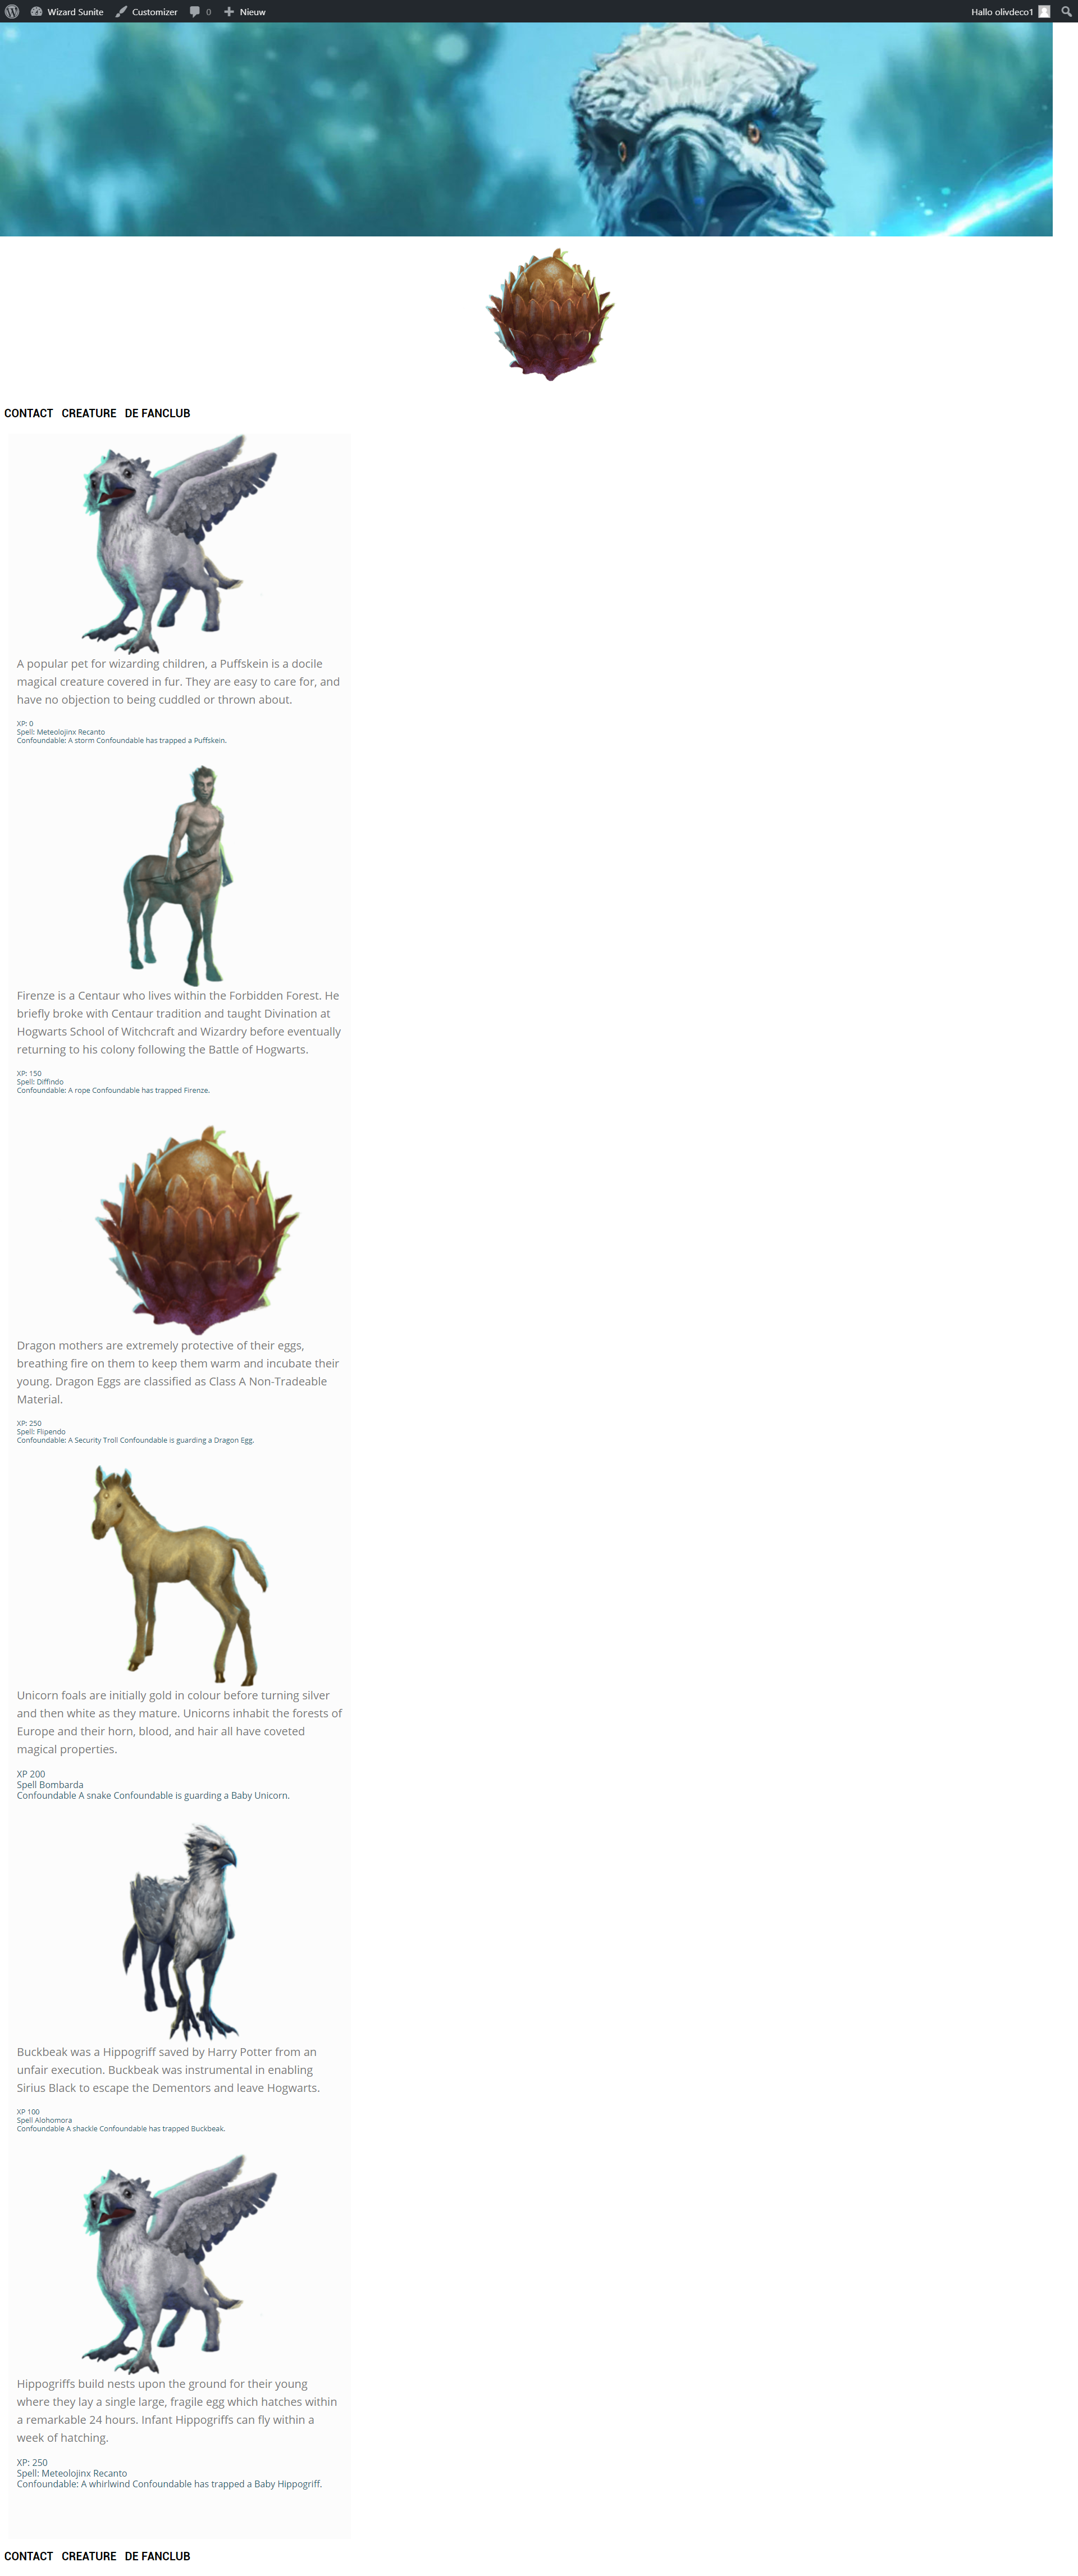 Wizard Sunite Customizer 0 Nieuw Hallo olivdeco1
CONTACT CREATURE DE FANCLUB
A popular pet for wizarding children, a Puffskein is a docile
magical creature covered in fur. They are easy to care for, and
have no objection to being cuddled or thrown about.
XP: 0
Spell: Meteolojinx Recanto
Confoundable: A storm Confoundable has trapped a Puffskein.
Firenze is a Centaur who lives within the Forbidden Forest. He
briefly broke with Centaur tradition and taught Divination at
Hogwarts School of Witchcraft and Wizardry before eventually
returning to his colony following the Battle of Hogwarts.
XP: 150
Spell: Diffindo
Confoundable: A rope Confoundable has trapped Firenze.
Dragon mothers are extremely protective of their eggs,
breathing fire on them to keep them warm and incubate their
young. Dragon Eggs are classified as Class A Non-Tradeable
Material.
XP: 250
Spell: Flipendo
Confoundable: A Security Troll Confoundable is guarding a Dragon Egg.
Unicorn foals are initially gold in colour before turning silver
and then white as they mature. Unicorns inhabit the forests of
Europe and their horn, blood, and hair all have coveted
magical properties.
XP 200
Spell Bombarda
Confoundable A snake Confoundable is guarding a Baby Unicorn.
Buckbeak was a Hippogriff saved by Harry Potter from an
unfair execution. Buckbeak was instrumental in enabling
Sirius Black to escape the Dementors and leave Hogwarts.
XP 100
Spell Alohomora
Confoundable A shackle Confoundable has trapped Buckbeak.
Hippogriffs build nests upon the ground for their young
where they lay a single large, fragile egg which hatches within
a remarkable 24 hours. Infant Hippogriffs can fly within a
week of hatching.
XP: 250
Spell: Meteolojinx Recanto
Confoundable: A whirlwind Confoundable has trapped a Baby Hippogriff.
CONTACT CREATURE DE FANCLUB